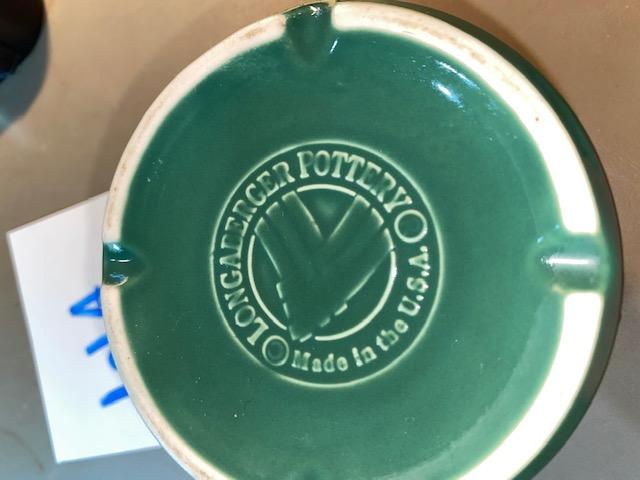 LONGABERGER POTTERY
Made in the U.S.A.